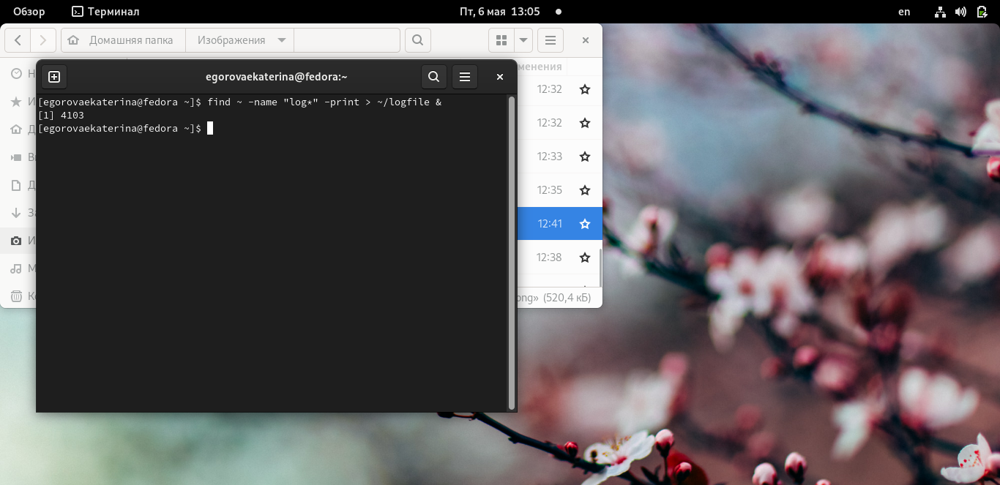 Обзор Терминал Пт, 6 мая 13:05 en
Домашняя папка Изображения
менения
egorovaekaterina@fedora:~
[egorovaekaterina@fedora ~]$ find ~ -name "log*" -print > ~/logfile &
[1] 4103
[egorovaekaterina@fedora ~]$
12:32
12:32
12:33
12:35
12:41
12:38
png» (520,4 кБ)